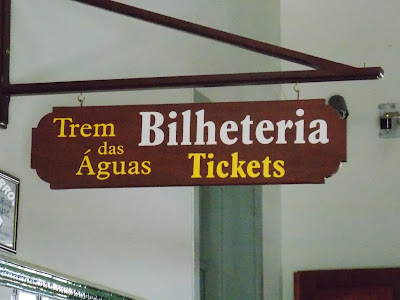 Trem
das
Águas
Bilheteria
Tickets